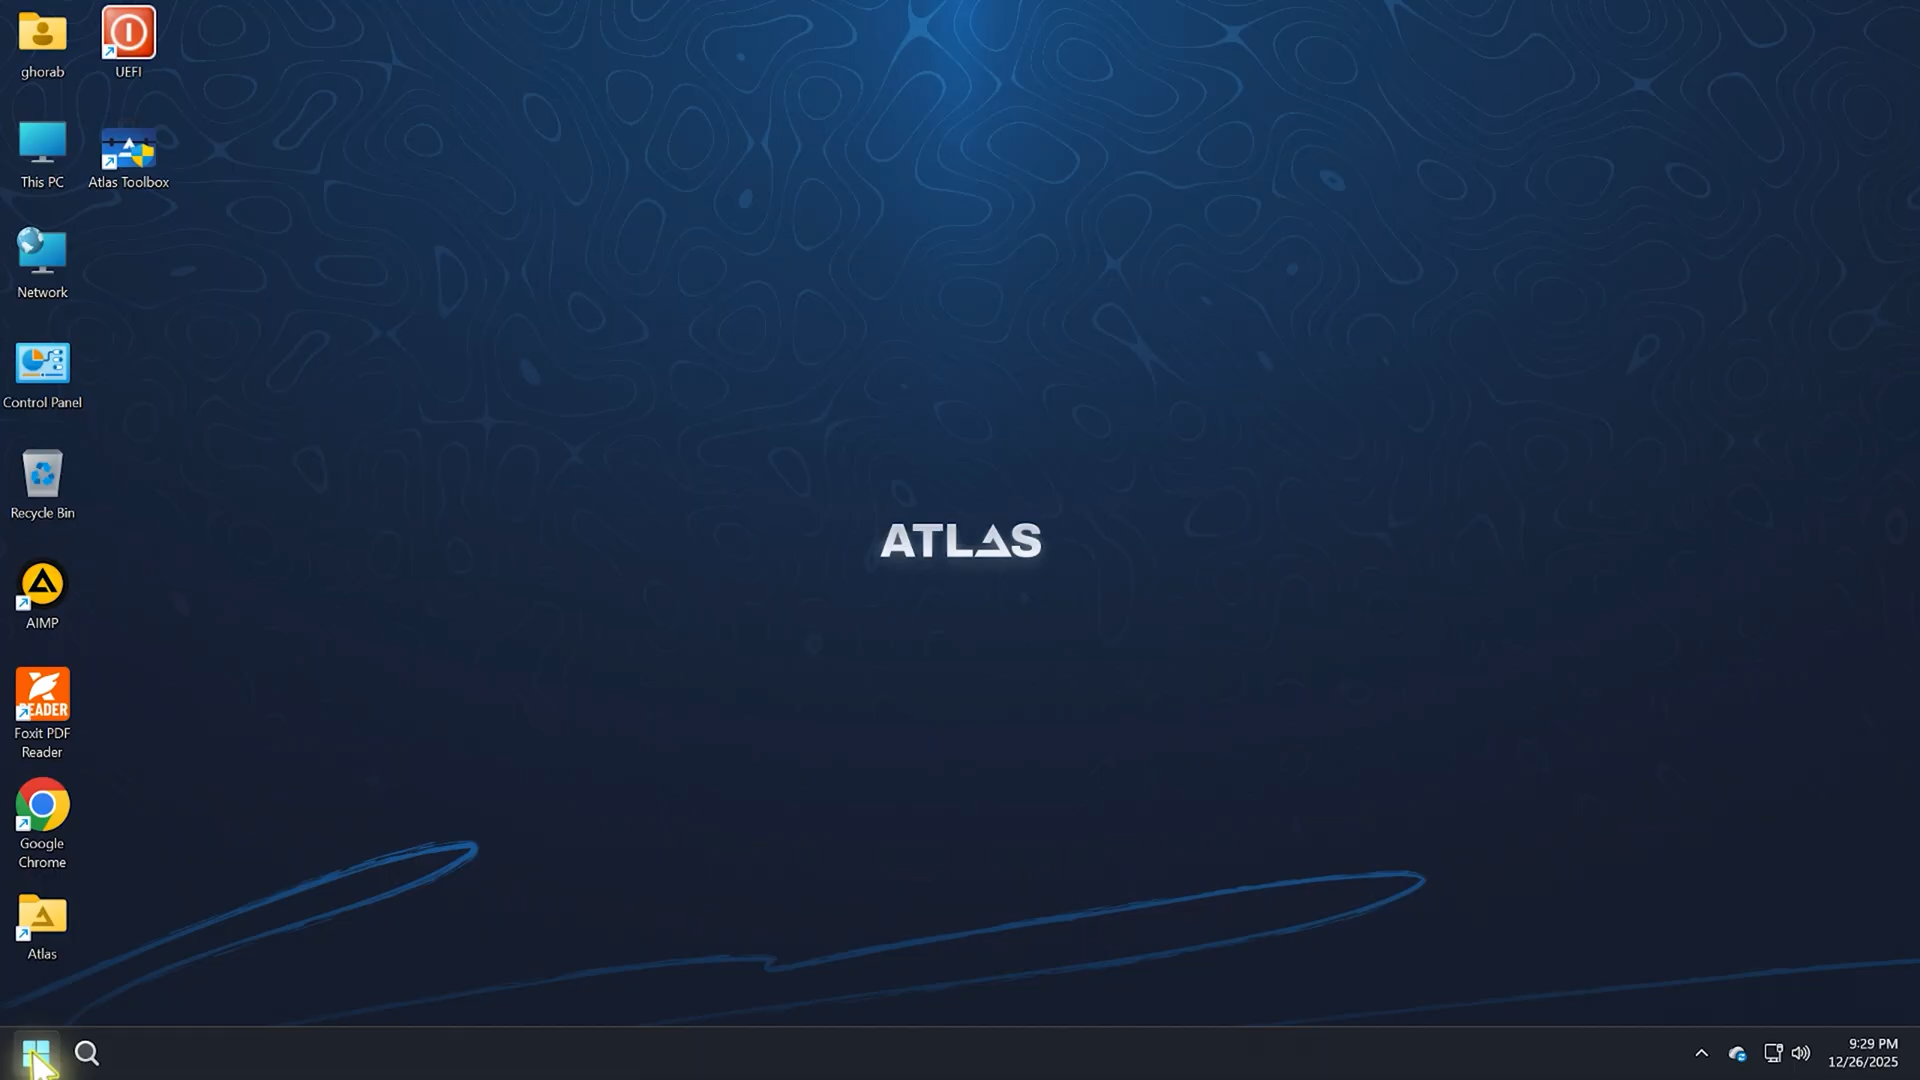 ghorab
UEFI
This PC
Atlas Toolbox
Network
Control Panel
Recycle Bin
ATLAS
AIMP
READER
Foxit PDF
Reader
Google
Chrome
Atlas
9:29 PM
12/26/2025